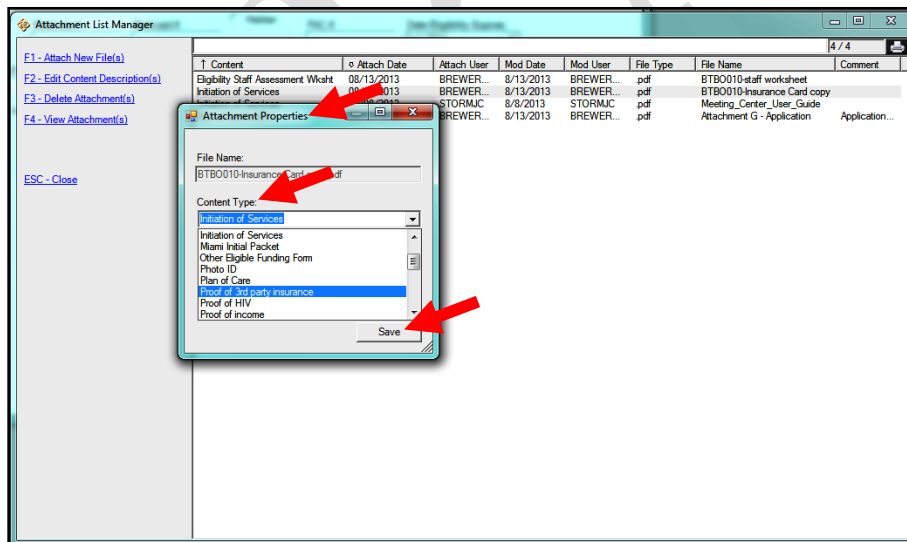 Attachment List Manager
F1 - Attach New File(s)
F2 - Edit Content Description(s)
F3 - Delete Attachment(s)
F4 - View Attachment(s)
ESC - Close
4 / 4
↑ Content Attach Date Attach User Mod Date Mod User File Type File Name Comment
Eligibility Staff Assessment Wksht 08/13/2013 BREWER... 8/13/2013 BREWER... .pdf BTBO010-staff worksheet
Initiation of Services BREWER... 8/13/2013 BREWER... .pdf BTBO010-Insurance Card copy
STORMJC 8/8/2013 STORMJC .pdf Meeting_Center_User_Guide
BREWER... 8/13/2013 BREWER... .pdf Attachment G - Application Application...
Attachment Properties
File Name:
BTBO010-Insurance Card
Content Type:
Initiation of Services
Initiation of Services
Miami Initial Packet
Other Eligible Funding Form
Photo ID
Plan of Care
Proof of 3rd party insurance
Proof of HIV
Proof of income
Save